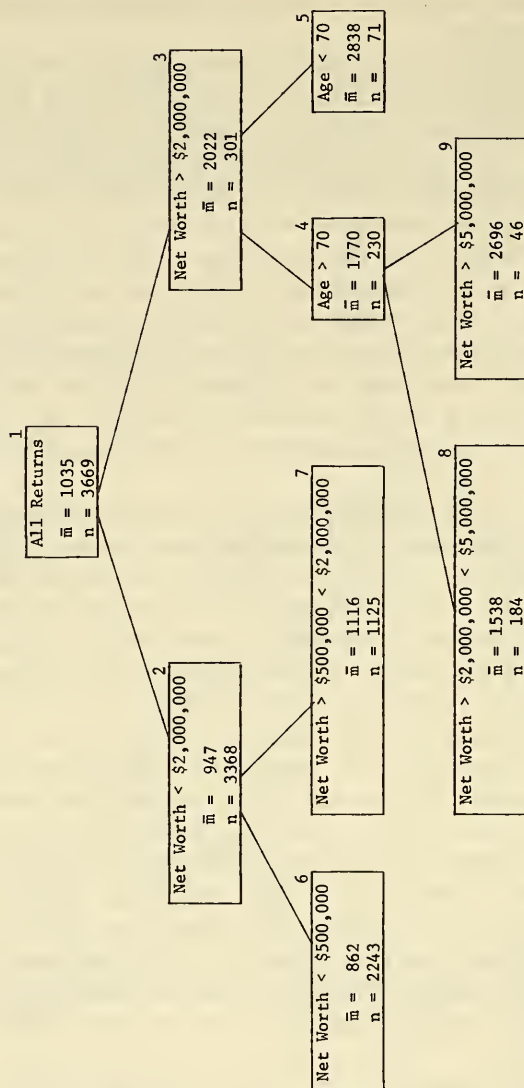 1
All Returns
m̄ = 1035
n = 3669
2
Net Worth < $2,000,000
m̄ = 947
n = 3368
3
Net Worth > $2,000,000
m̄ = 2022
n = 301
6
Net Worth < $500,000
m̄ = 862
n = 2243
7
Net Worth > $500,000 < $2,000,000
m̄ = 1116
n = 1125
4
Age > 70
m̄ = 1770
n = 230
5
Age < 70
m̄ = 2838
n = 71
8
Net Worth > $2,000,000 < $5,000,000
m̄ = 1538
n = 184
9
Net Worth > $5,000,000
m̄ = 2696
n = 46